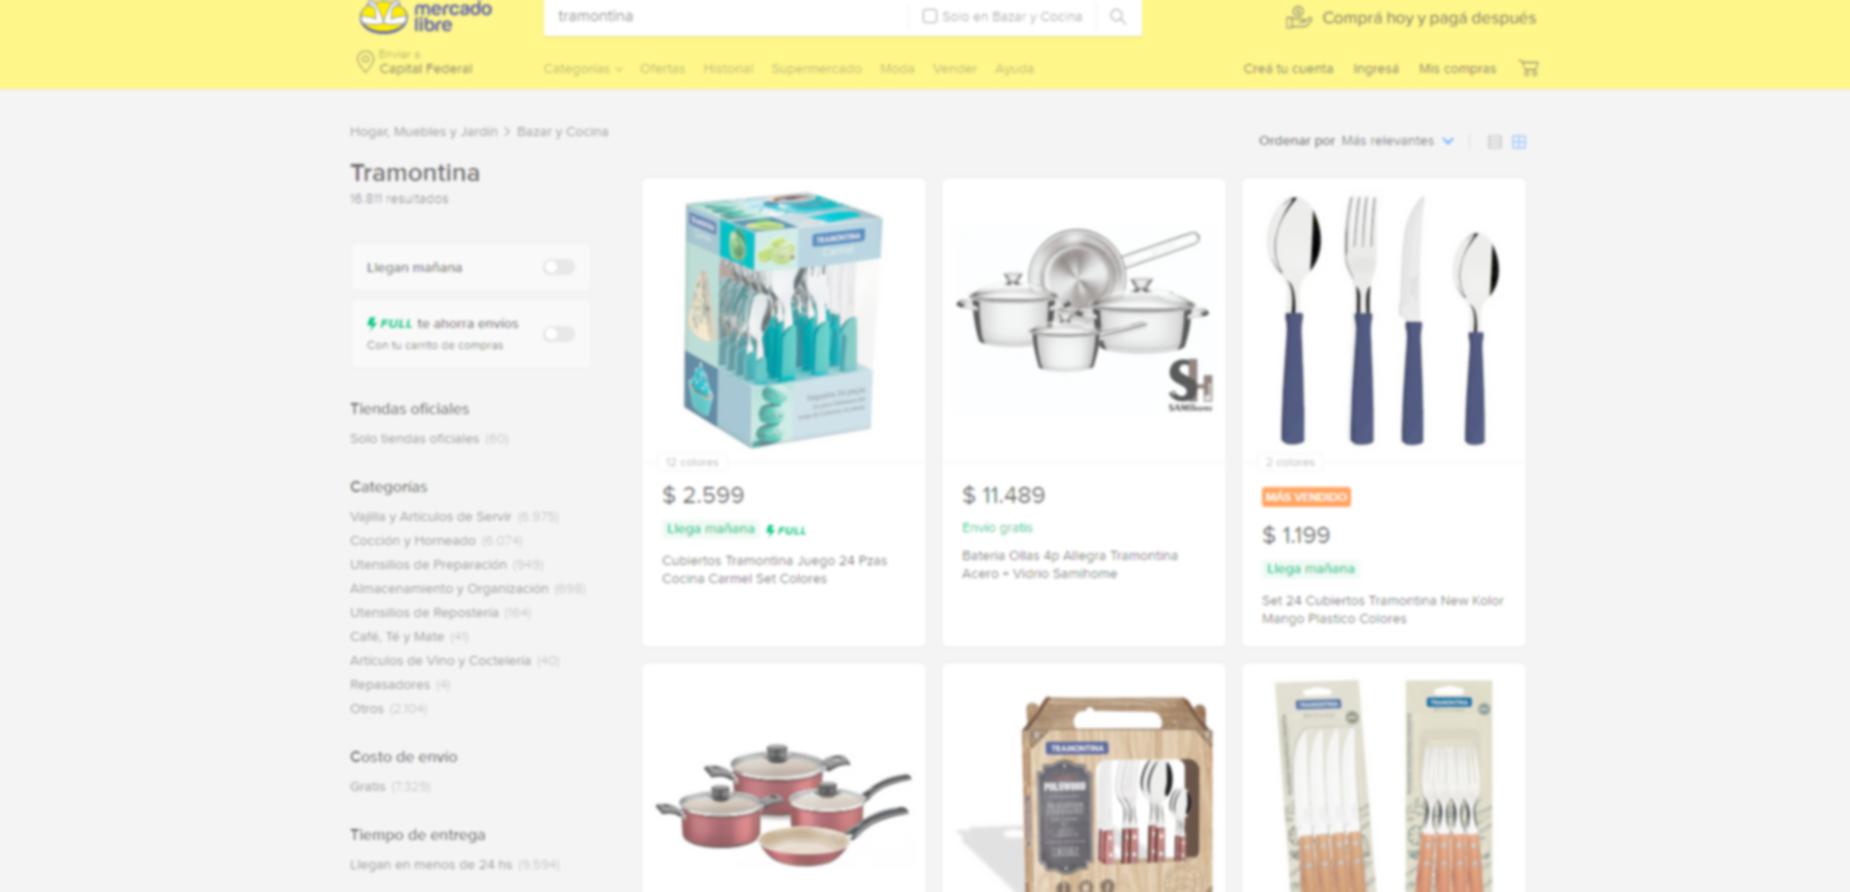 mercado
libre
tramontina
Solo en Bazar y Cocina
Comprá hoy y pagá después
Enviar a
Capital Federal
Categorías
Ofertas
Historial
Supermercado
Moda
Vender
Ayuda
Creá tu cuenta
Ingresá
Mis compras
Hogar, Muebles y Jardín > Bazar y Cocina
Ordenar por Más relevantes
Tramontina
16.811 resultados
Llegan mañana
FULL te ahorra envíos
Con tu carrito de compras
Tiendas oficiales
Solo tiendas oficiales (60)
Categorías
Vajilla y Artículos de Servir (6.975)
Cocción y Horneado (6.074)
Utensilios de Preparación (949)
Almacenamiento y Organización (698)
Utensilios de Repostería (164)
Café, Té y Mate (41)
Artículos de Vino y Coctelería (40)
Repasadores (4)
Otros (2.104)
Costo de envío
Gratis (7.329)
Tiempo de entrega
Llegan en menos de 24 hs (9.594)
TRAMONTINA
TRAMONTINA
12 colores
$ 2.599
Llega mañana FULL
Cubiertos Tramontina Juego 24 Pzas
Cocina Carmel Set Colores
SH
SAMIhome
$ 11.489
Envío gratis
Bateria Ollas 4p Allegra Tramontina
Acero + Vidrio Samihome
2 colores
MÁS VENDIDO
$ 1.199
Llega mañana
Set 24 Cubiertos Tramontina New Kolor
Mango Plastico Colores
TRAMONTINA
POLYWOOD
TRAMONTINA
TRAMONTINA